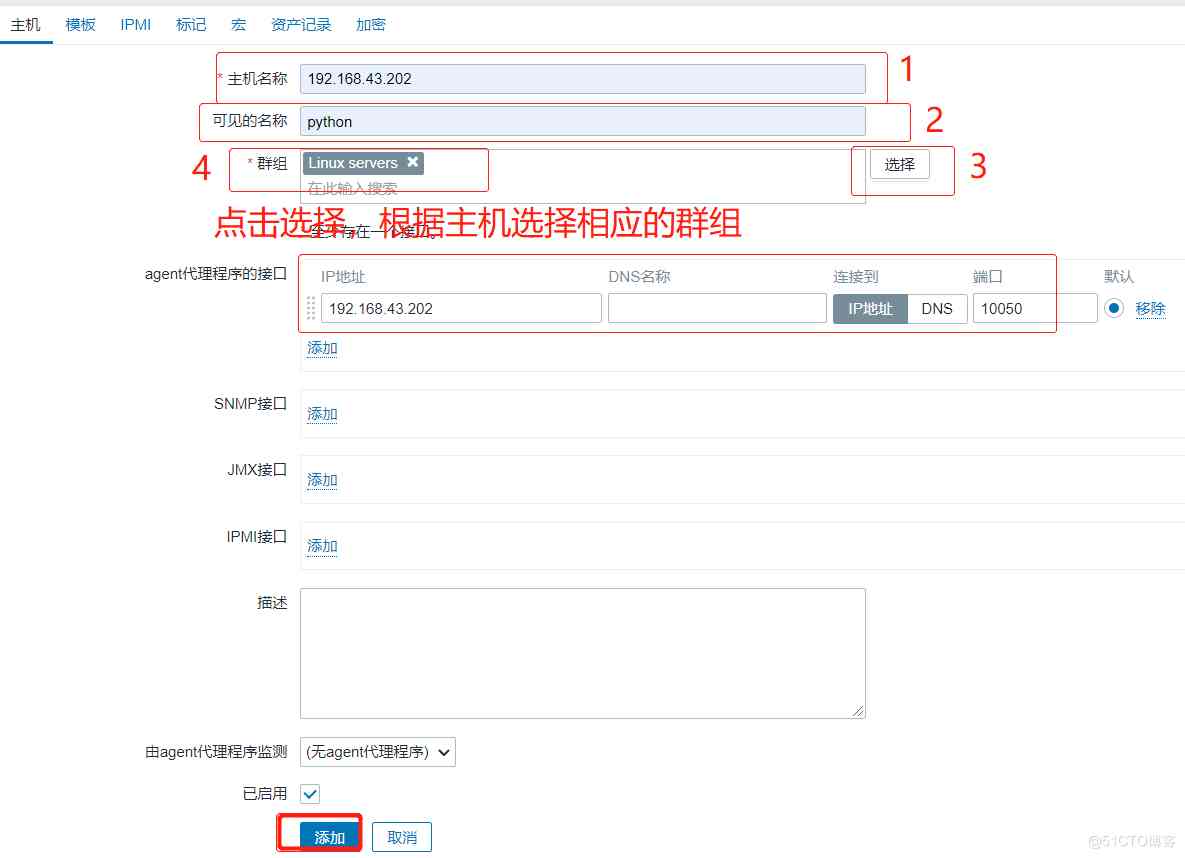 主机 模板 IPMI 标记 宏 资产记录 加密
* 主机名称 192.168.43.202 1
可见的名称 python 2
4 * 群组 Linux servers 选择 3
在此输入搜索
点击选择，根据主机选择相应的群组
* 至少存在一个接口。
agent代理程序的接口 IP地址 DNS名称 连接到 端口 默认
192.168.43.202 IP地址 DNS 10050 移除
添加
SNMP接口 添加
JMX接口 添加
IPMI接口 添加
描述
由agent代理程序监测 (无agent代理程序)
已启用
添加 取消
@51CTO博客